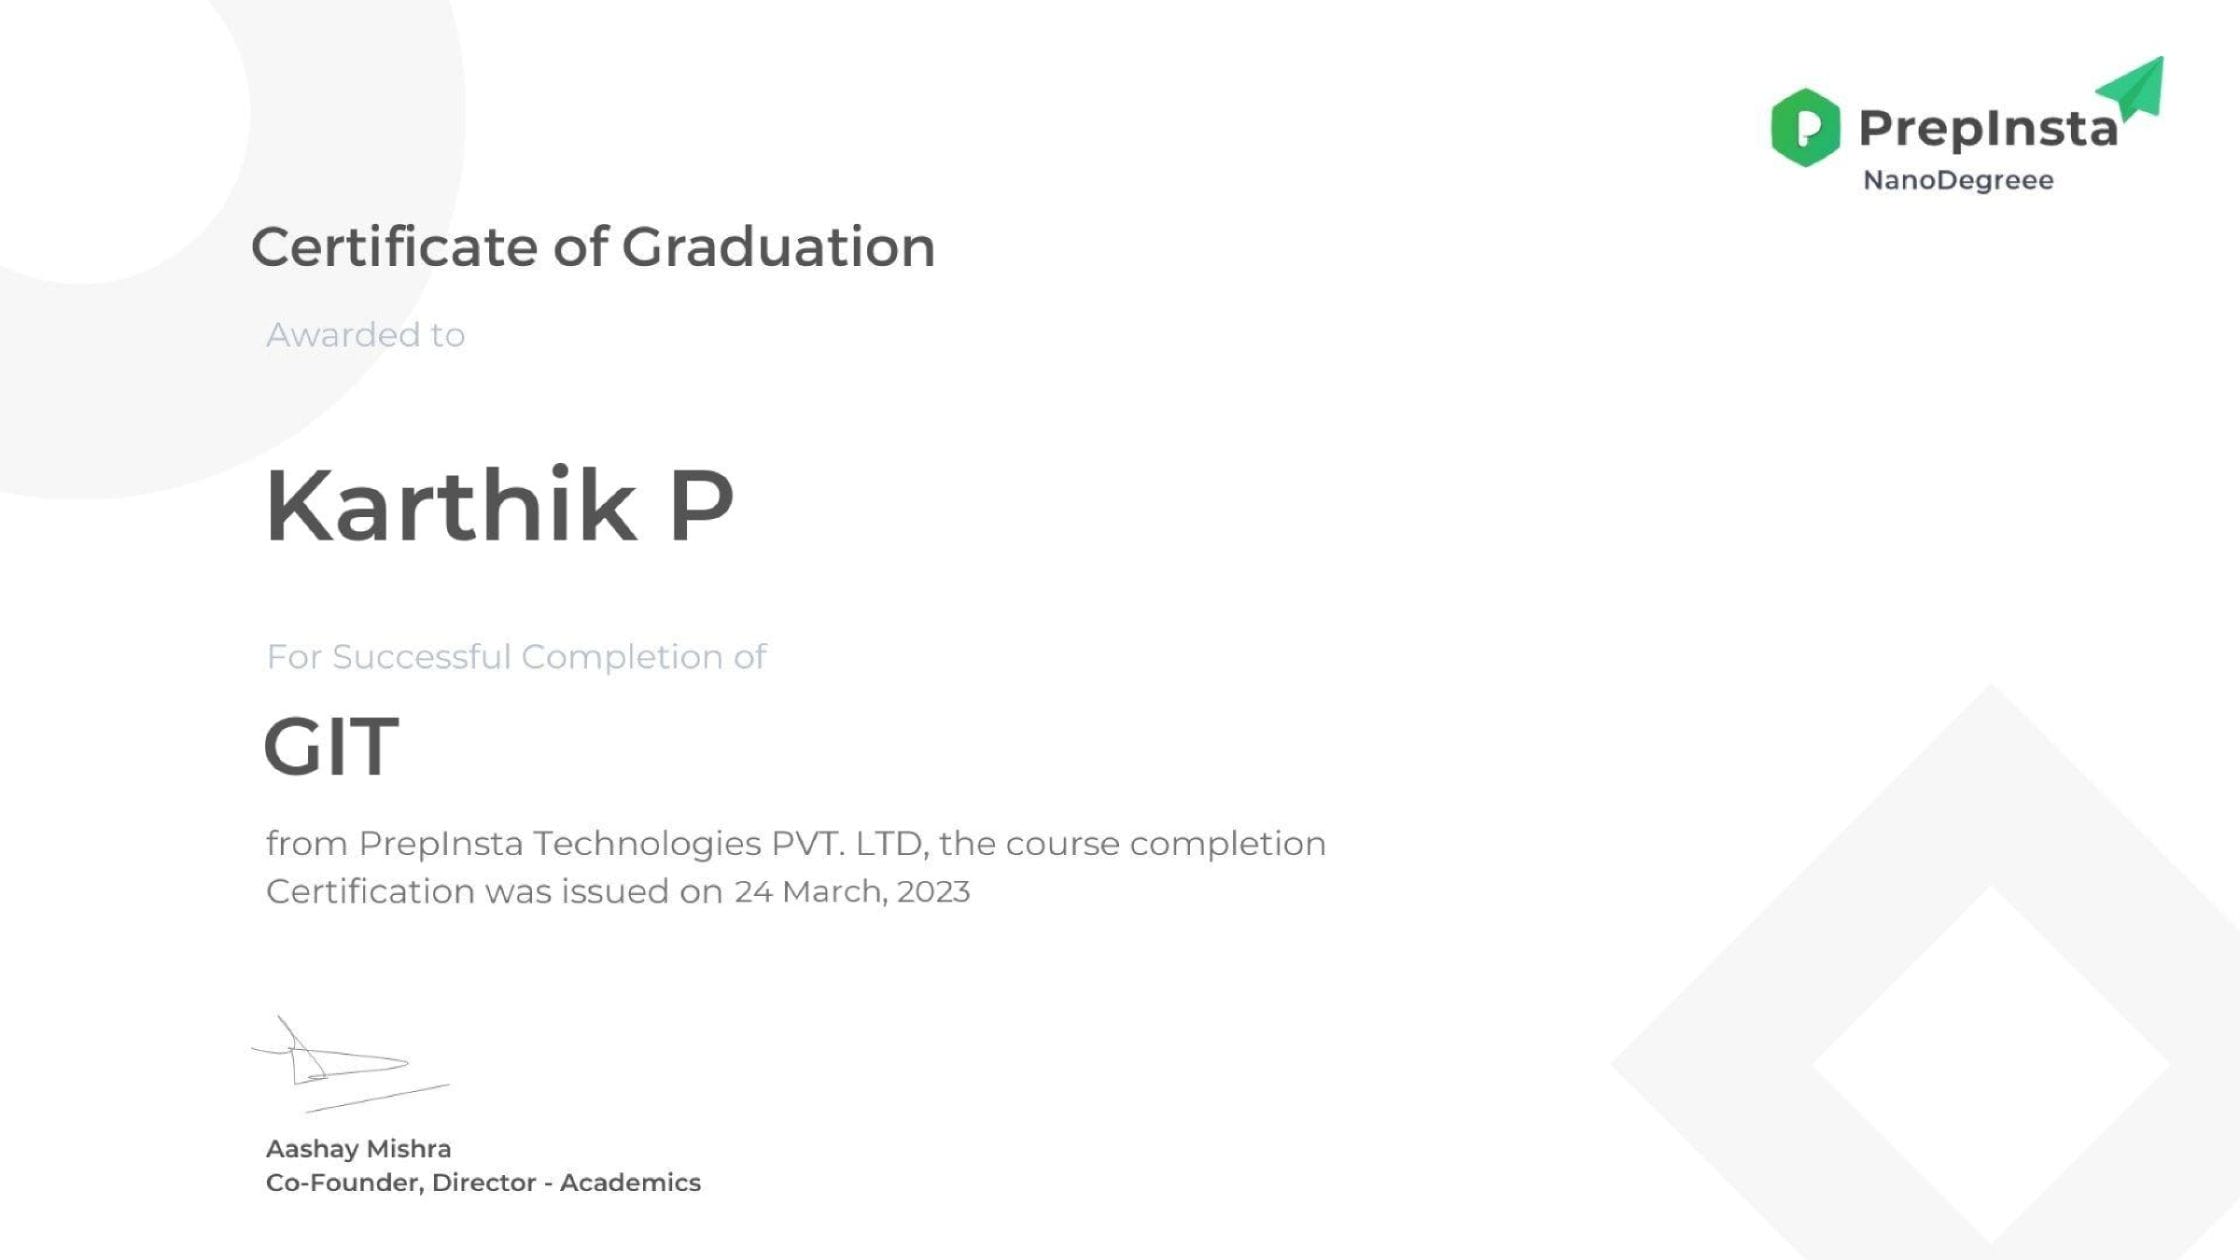 PrepInsta
NanoDegreee
Certificate of Graduation
Awarded to
Karthik P
For Successful Completion of
GIT
from PrepInsta Technologies PVT. LTD, the course completion
Certification was issued on 24 March, 2023
Aashay Mishra
Co-Founder, Director - Academics